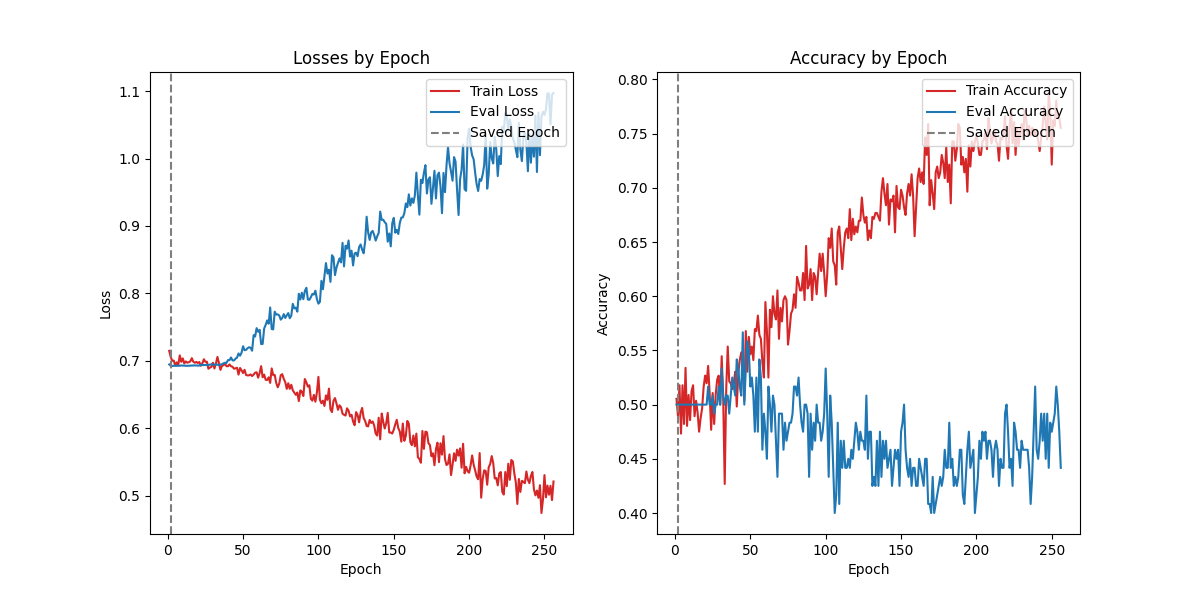 Losses by Epoch
Train Loss
Eval Loss
Saved Epoch
1.1
1.0
0.9
0.8
0.7
0.6
0.5
Loss
0
50
100
150
200
250
Epoch
Accuracy by Epoch
Train Accuracy
Eval Accuracy
Saved Epoch
0.80
0.75
0.70
0.65
0.60
0.55
0.50
0.45
0.40
Accuracy
0
50
100
150
200
250
Epoch